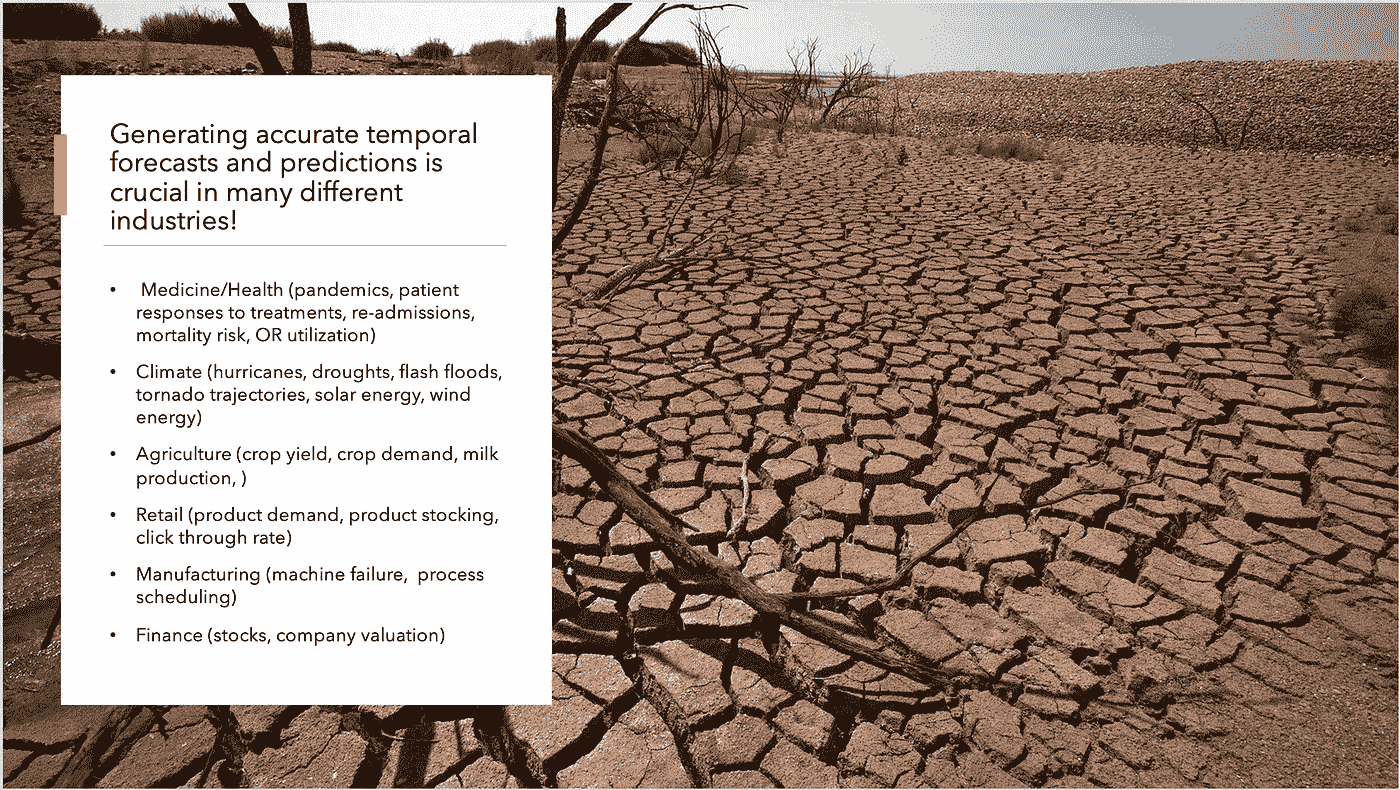 Generating accurate temporal
forecasts and predictions is
crucial in many different
industries!
• Medicine/Health (pandemics, patient
responses to treatments, re-admissions,
mortality risk, OR utilization)
• Climate (hurricanes, droughts, flash floods,
tornado trajectories, solar energy, wind
energy)
• Agriculture (crop yield, crop demand, milk
production, )
• Retail (product demand, product stocking,
click through rate)
• Manufacturing (machine failure,  process
scheduling)
• Finance (stocks, company valuation)